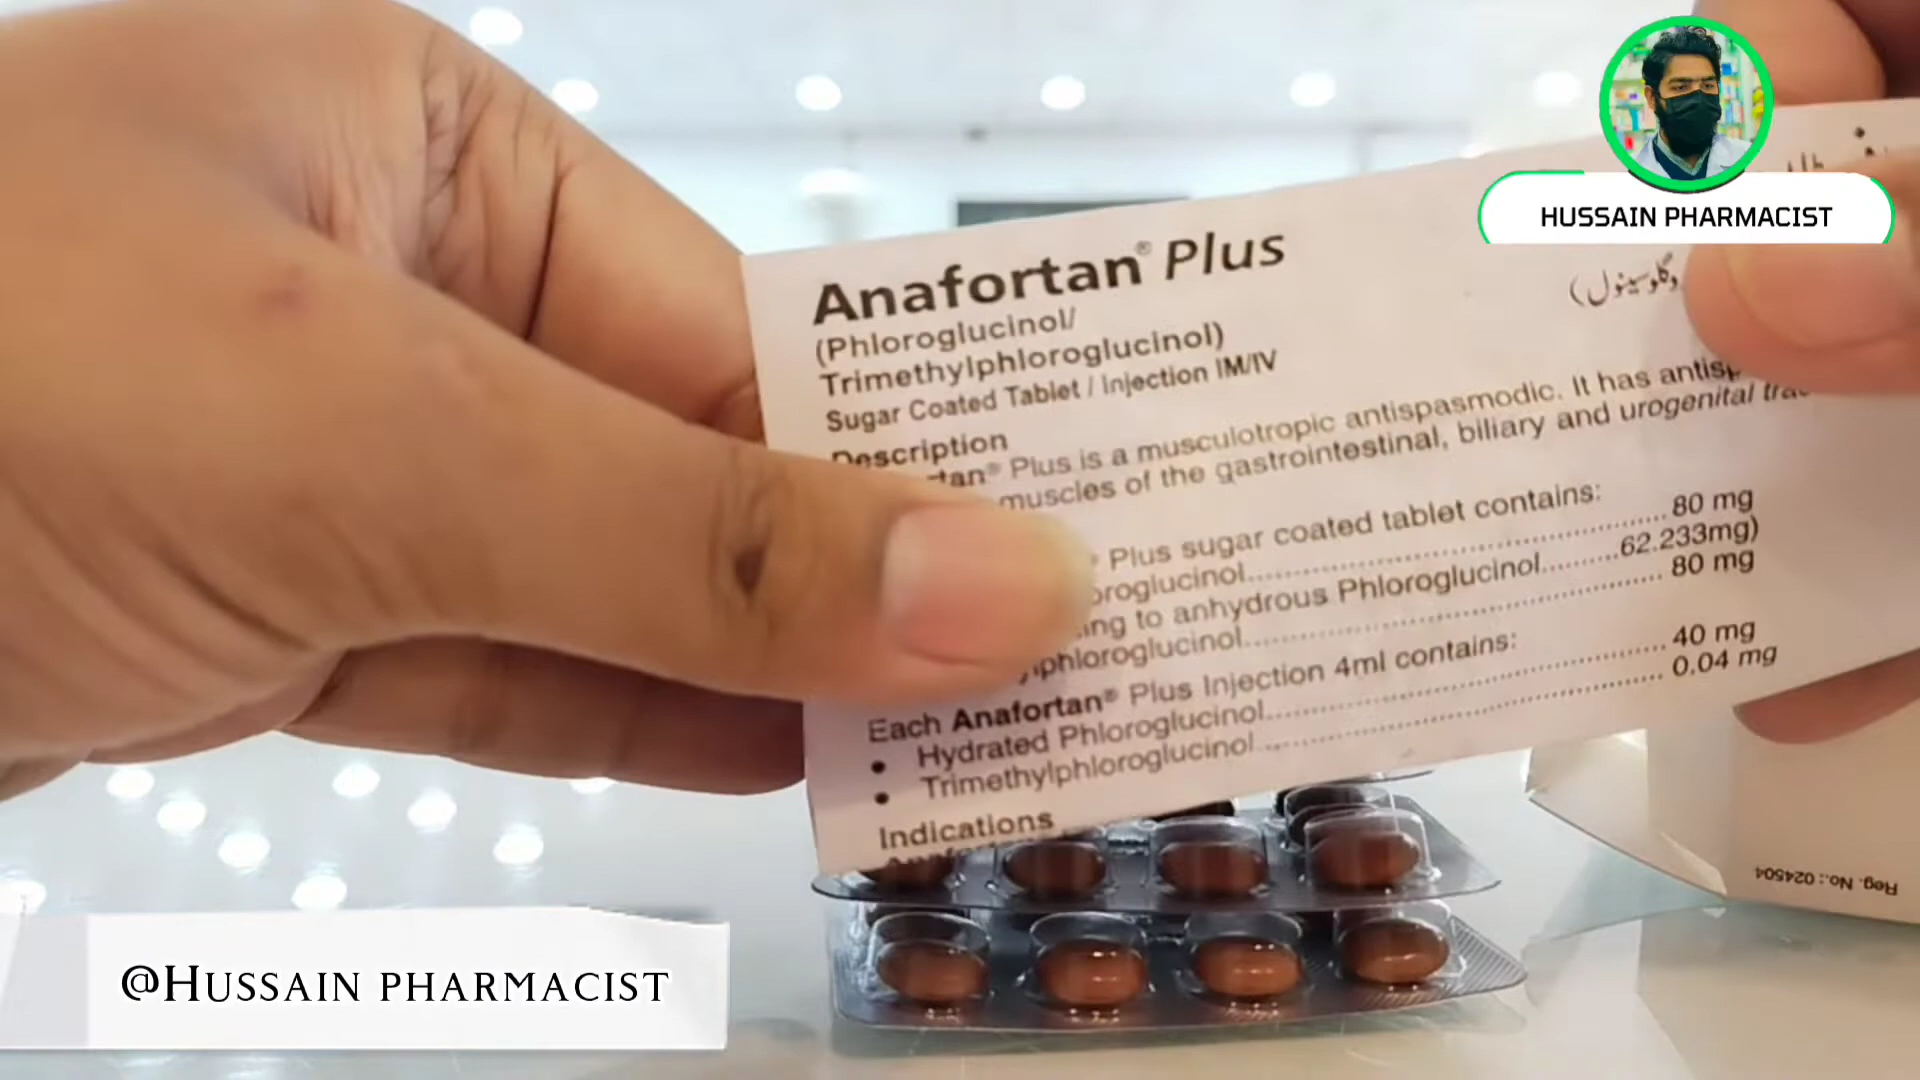 HUSSAIN PHARMACIST
Anafortan® Plus
(Phloroglucinol/
Trimethylphloroglucinol)
Sugar Coated Tablet / Injection IM/IV
وگلوسینول)
Description
Plus is a musculotropic antispasmodic. It has
muscles of the gastrointestinal, biliary and urogenital
Plus sugar coated tablet contains:
.......... 80 mg
to anhydrous Phloroglucinol........62.233mg)
.......... 80 mg
Each Anafortan® Plus Injection 4ml contains:
• Hydrated Phloroglucinol.......... 40 mg
• Trimethylphloroglucinol.......... 0.04 mg
Indications
Reg. No.: 024504
@HUSSAIN PHARMACIST